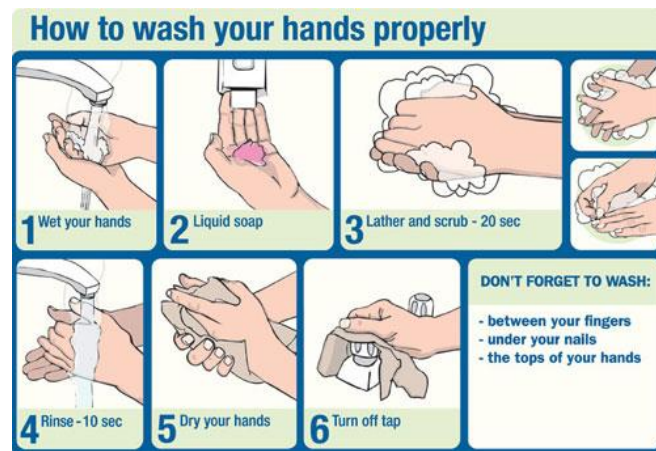 How to wash your hands properly
1 Wet your hands
2 Liquid soap
3 Lather and scrub - 20 sec
4 Rinse - 10 sec
5 Dry your hands
6 Turn off tap
DON'T FORGET TO WASH:
- between your fingers
- under your nails
- the tops of your hands